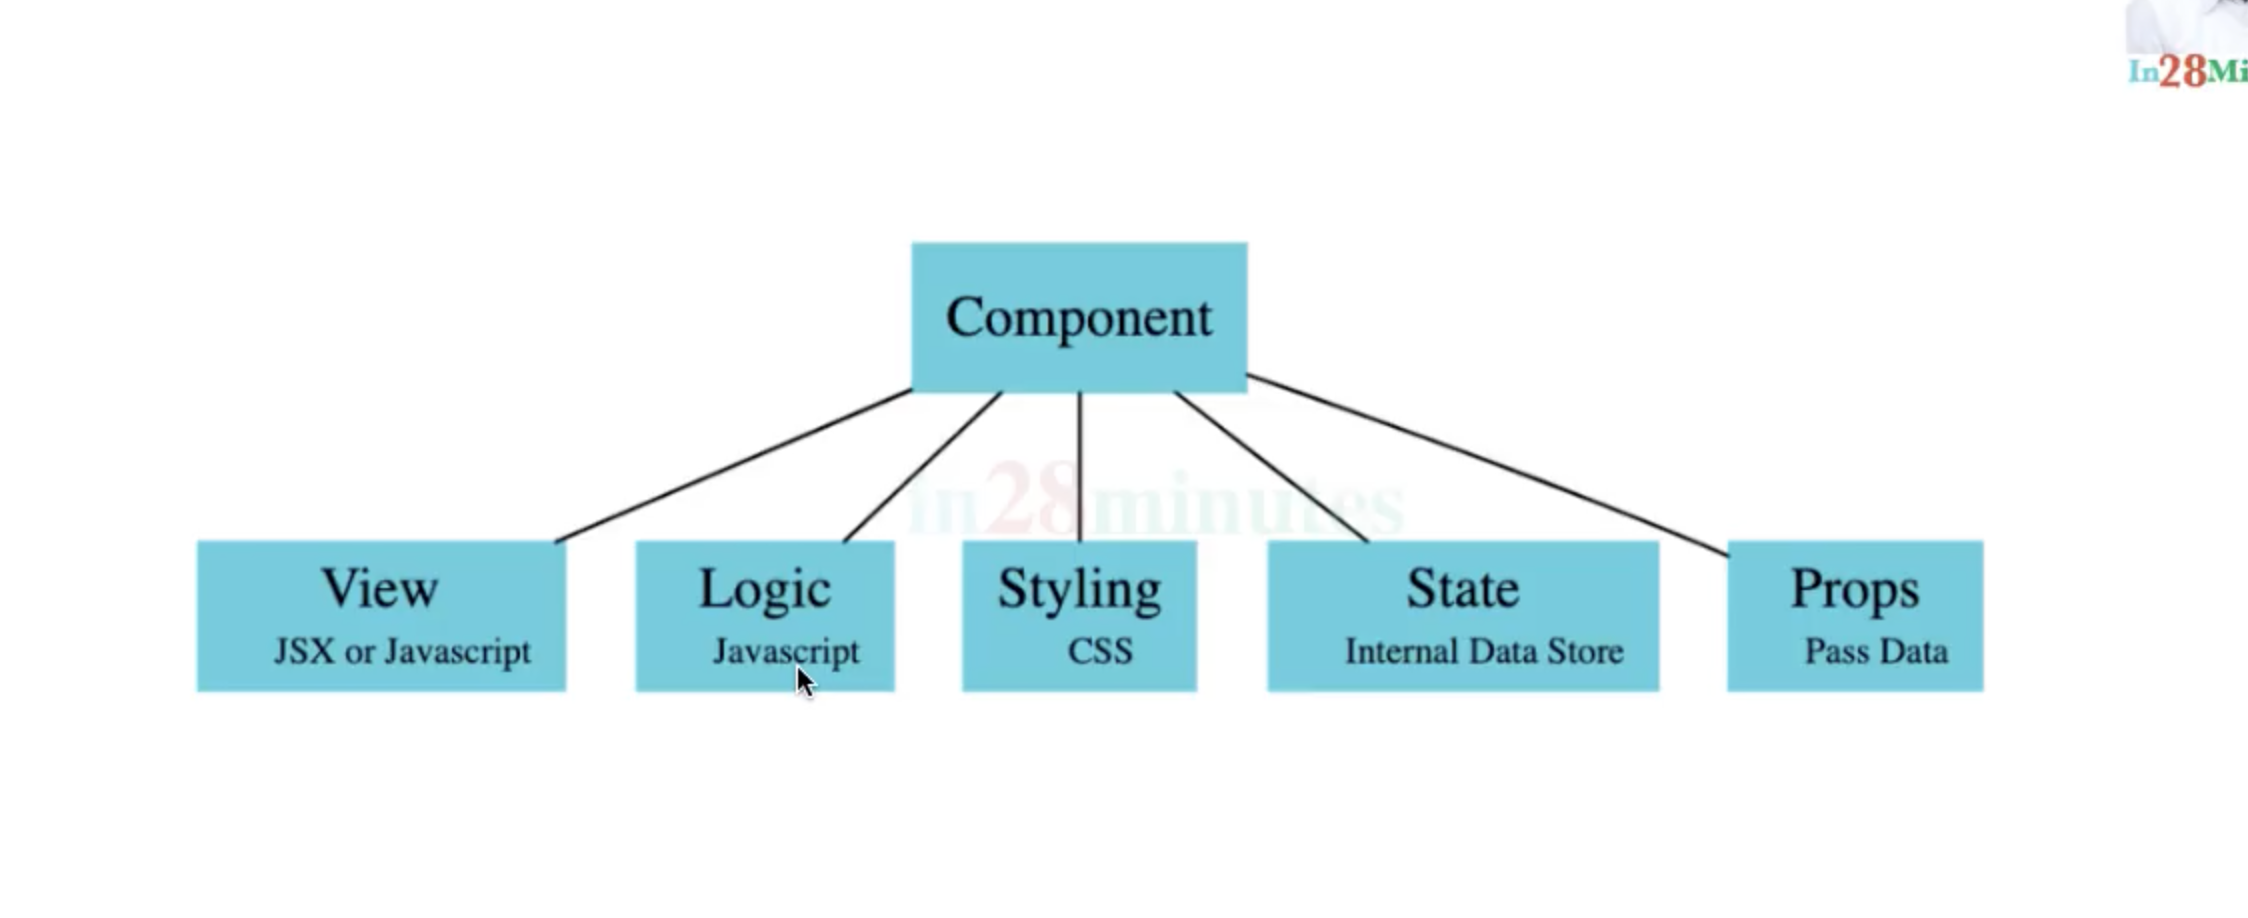 In28Mi
Component
in28minutes
View
JSX or Javascript
Logic
Javascript
Styling
CSS
State
Internal Data Store
Props
Pass Data